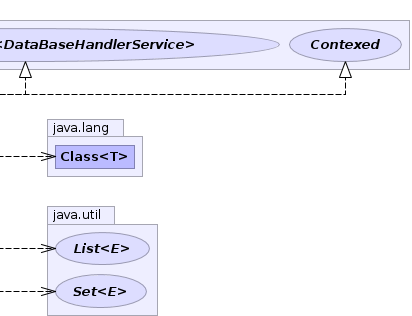 <DataBaseHandlerService>
Contexed
java.lang
Class<T>
java.util
List<E>
Set<E>